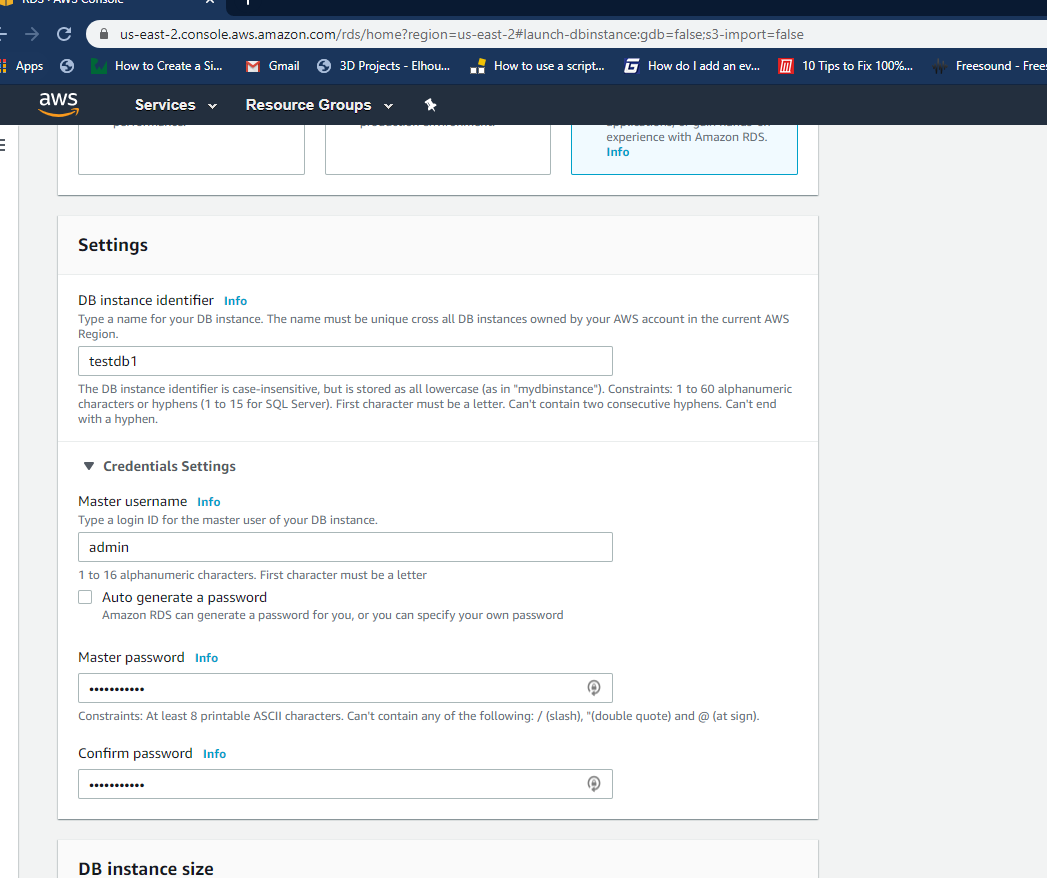 RDS · AWS Console
us-east-2.console.aws.amazon.com/rds/home?region=us-east-2#launch-dbinstance:gdb=false;s3-import=false
Apps How to Create a Si... Gmail 3D Projects - Elhou... How to use a script... How do I add an ev... 10 Tips to Fix 100%... Freesound - Frees
aws Services Resource Groups
performance. production environment. applications, or gain hands-on
experience with Amazon RDS.
Info
Settings
DB instance identifier Info
Type a name for your DB instance. The name must be unique cross all DB instances owned by your AWS account in the current AWS
Region.
testdb1
The DB instance identifier is case-insensitive, but is stored as all lowercase (as in "mydbinstance"). Constraints: 1 to 60 alphanumeric
characters or hyphens (1 to 15 for SQL Server). First character must be a letter. Can't contain two consecutive hyphens. Can't end
with a hyphen.
Credentials Settings
Master username Info
Type a login ID for the master user of your DB instance.
admin
1 to 16 alphanumeric characters. First character must be a letter
Auto generate a password
Amazon RDS can generate a password for you, or you can specify your own password
Master password Info
•••••••••••
Constraints: At least 8 printable ASCII characters. Can't contain any of the following: / (slash), "(double quote) and @ (at sign).
Confirm password Info
•••••••••••
DB instance size